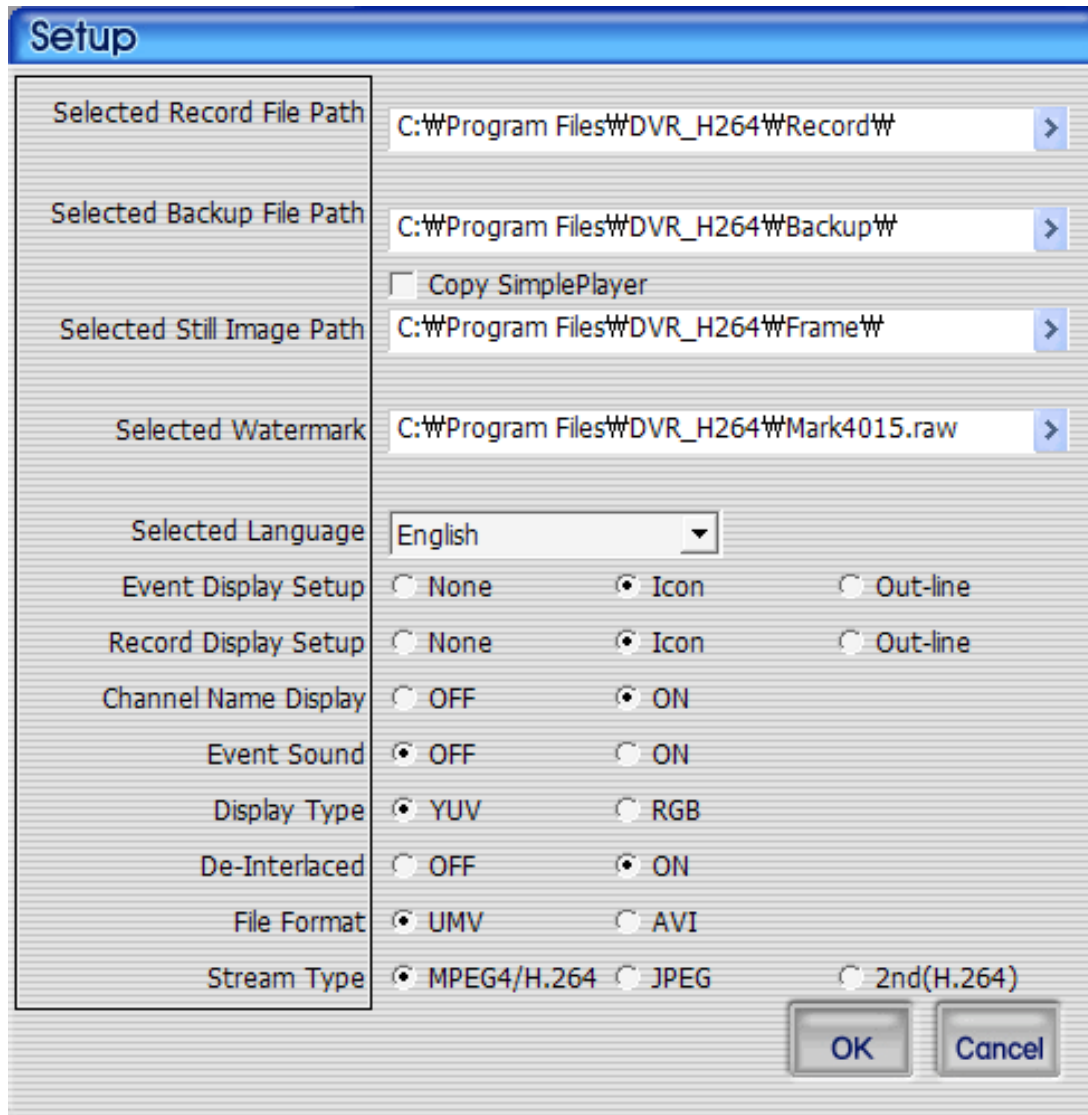 Setup
Selected Record File Path C:₩Program Files₩DVR_H264₩Record₩ >
Selected Backup File Path C:₩Program Files₩DVR_H264₩Backup₩ >
Copy SimplePlayer
Selected Still Image Path C:₩Program Files₩DVR_H264₩Frame₩ >
Selected Watermark C:₩Program Files₩DVR_H264₩Mark4015.raw >
Selected Language English
Event Display Setup None Icon Out-line
Record Display Setup None Icon Out-line
Channel Name Display OFF ON
Event Sound OFF ON
Display Type YUV RGB
De-Interlaced OFF ON
File Format UMV AVI
Stream Type MPEG4/H.264 JPEG 2nd(H.264)
OK Cancel